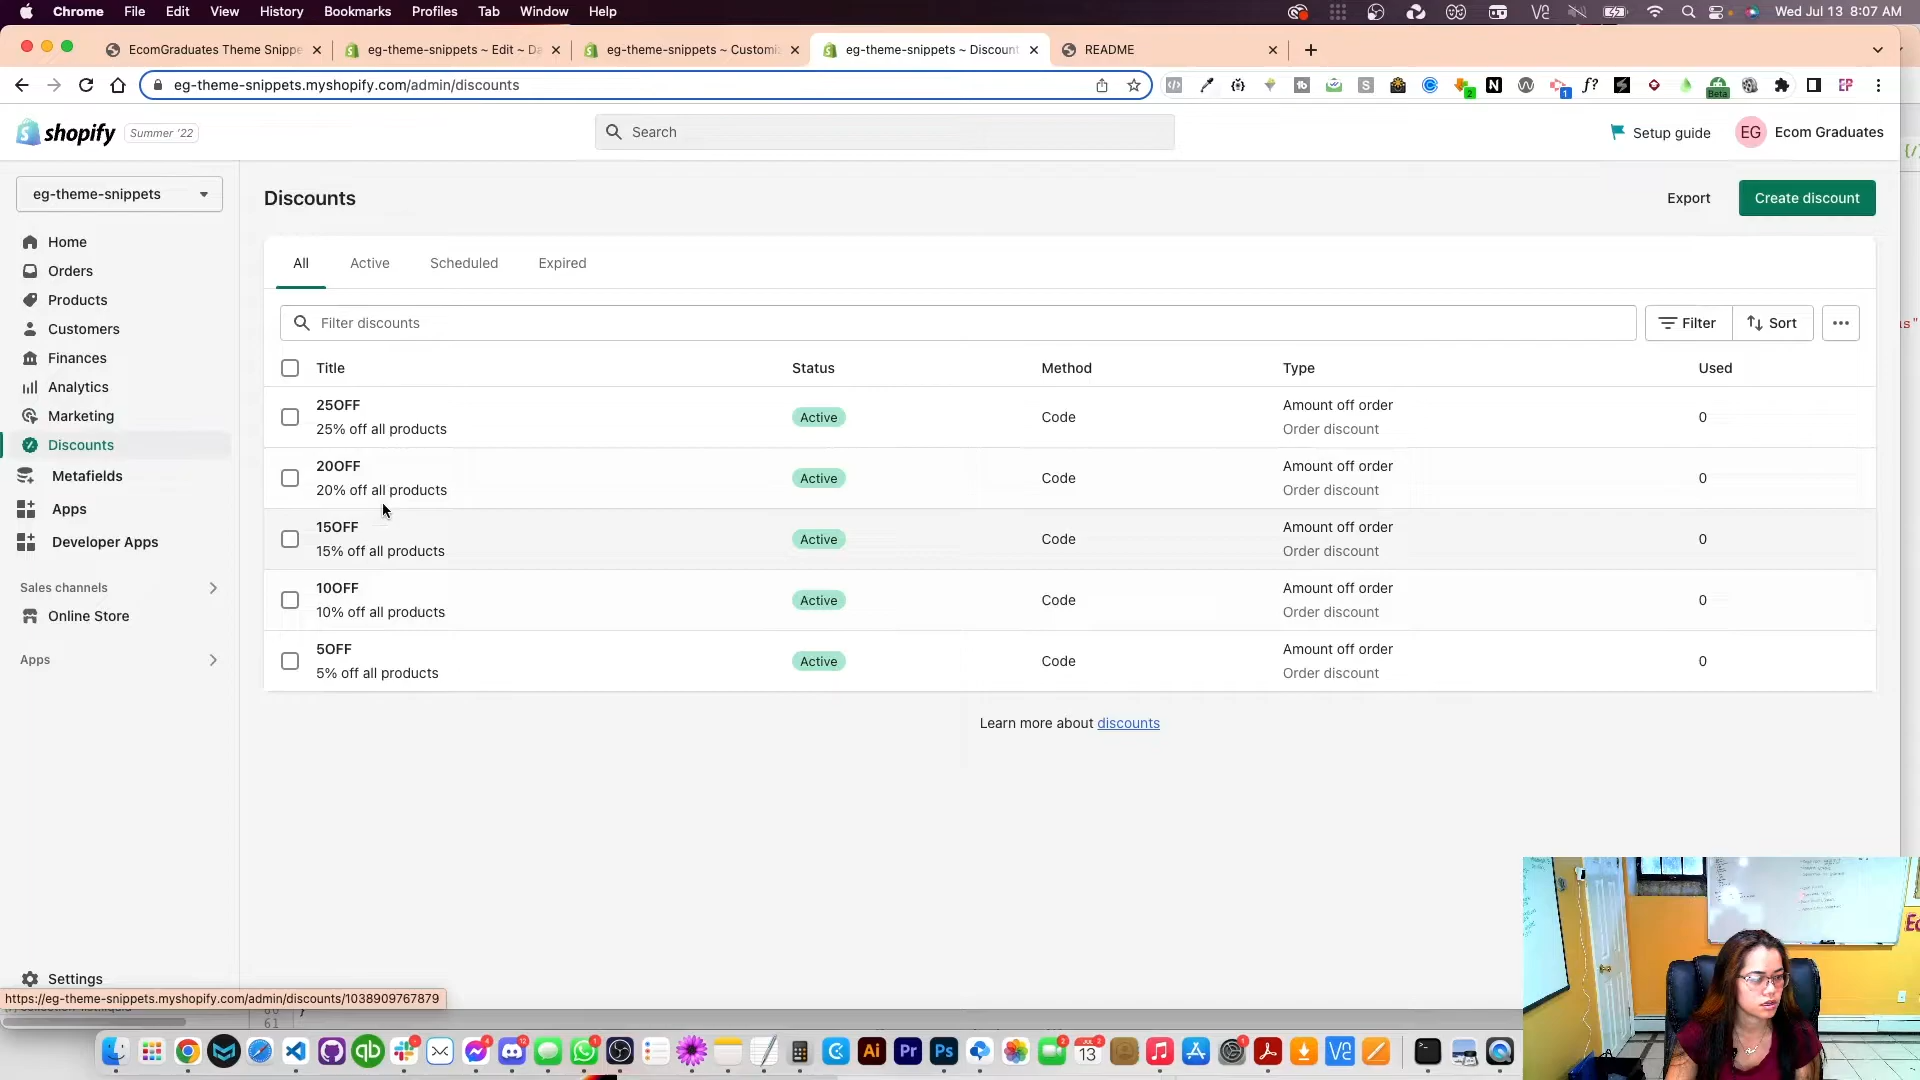 Chrome File Edit View History Bookmarks Profiles Tab Window Help
Wed Jul 13 8:07 AM
EcomGraduates Theme Snippe
eg-theme-snippets ~ Edit ~ Da
eg-theme-snippets ~ Customi
eg-theme-snippets ~ Discount
README
eg-theme-snippets.myshopify.com/admin/discounts
Beta
shopify
Summer '22
Search
Setup guide
EG
Ecom Graduates
eg-theme-snippets
Home
Orders
Products
Customers
Finances
Analytics
Marketing
Discounts
Metafields
Apps
Developer Apps
Sales channels
Online Store
Apps
Settings
Discounts
Export
Create discount
All Active Scheduled Expired
Filter discounts
Filter
Sort
Title Status Method Type Used
25OFF
25% off all products
Active
Code
Amount off order
Order discount
0
20OFF
20% off all products
Active
Code
Amount off order
Order discount
0
15OFF
15% off all products
Active
Code
Amount off order
Order discount
0
10OFF
10% off all products
Active
Code
Amount off order
Order discount
0
5OFF
5% off all products
Active
Code
Amount off order
Order discount
0
Learn more about discounts
https://eg-theme-snippets.myshopify.com/admin/discounts/1038909767879
61